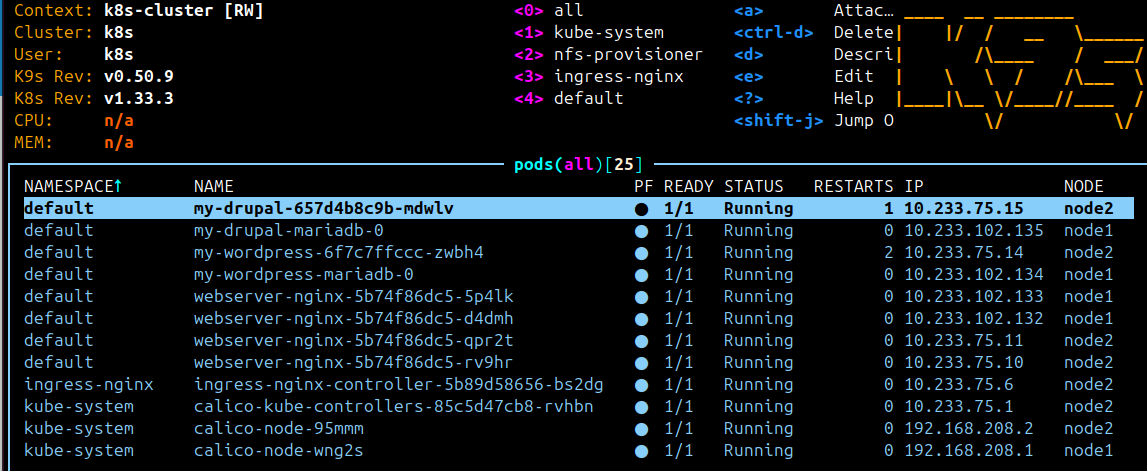 Context: k8s-cluster [RW] <0> all <a> Attac…
Cluster: k8s <1> kube-system <ctrl-d> Delete
User: k8s <2> nfs-provisioner <d> Descri
K9s Rev: v0.50.9 <3> ingress-nginx <e> Edit
K8s Rev: v1.33.3 <4> default <?> Help
CPU: n/a <shift-j> Jump O
MEM: n/a
pods(all)[25]
NAMESPACE↑ NAME PF READY STATUS RESTARTS IP NODE
default my-drupal-657d4b8c9b-mdwlv ● 1/1 Running 1 10.233.75.15 node2
default my-drupal-mariadb-0 ● 1/1 Running 0 10.233.102.135 node1
default my-wordpress-6f7c7ffccc-zwbh4 ● 1/1 Running 2 10.233.75.14 node2
default my-wordpress-mariadb-0 ● 1/1 Running 0 10.233.102.134 node1
default webserver-nginx-5b74f86dc5-5p4lk ● 1/1 Running 0 10.233.102.133 node1
default webserver-nginx-5b74f86dc5-d4dmh ● 1/1 Running 0 10.233.102.132 node1
default webserver-nginx-5b74f86dc5-qpr2t ● 1/1 Running 0 10.233.75.11 node2
default webserver-nginx-5b74f86dc5-rv9hr ● 1/1 Running 0 10.233.75.10 node2
ingress-nginx ingress-nginx-controller-5b89d58656-bs2dg ● 1/1 Running 0 10.233.75.6 node2
kube-system calico-kube-controllers-85c5d47cb8-rvhbn ● 1/1 Running 0 10.233.75.1 node2
kube-system calico-node-95mmm ● 1/1 Running 0 192.168.208.2 node2
kube-system calico-node-wng2s ● 1/1 Running 0 192.168.208.1 node1